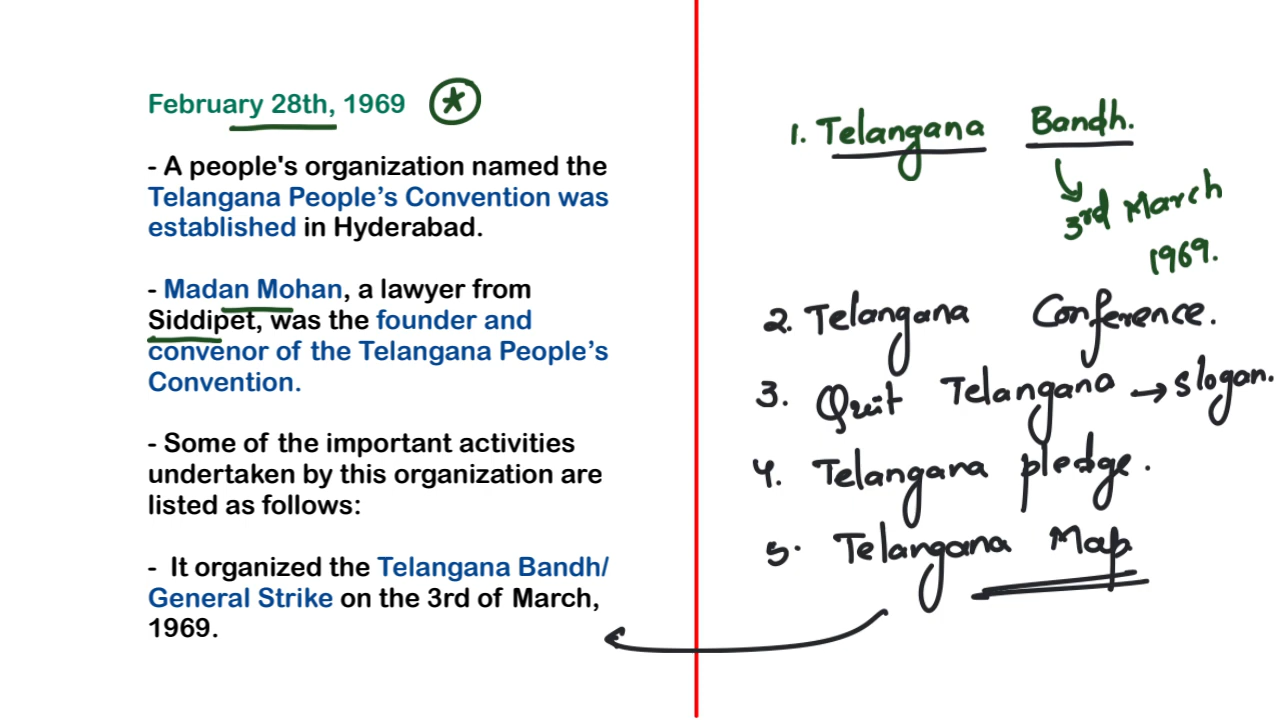 February 28th, 1969
- A people's organization named the
Telangana People’s Convention was
established in Hyderabad.
- Madan Mohan, a lawyer from
Siddipet, was the founder and
convenor of the Telangana People’s
Convention.
- Some of the important activities
undertaken by this organization are
listed as follows:
- It organized the Telangana Bandh/
General Strike on the 3rd of March,
1969.
1. Telangana Bandh.
3rd March
1969.
2. Telangana Conference.
3. Quit Telangana → slogan.
4. Telangana pledge.
5. Telangana Map